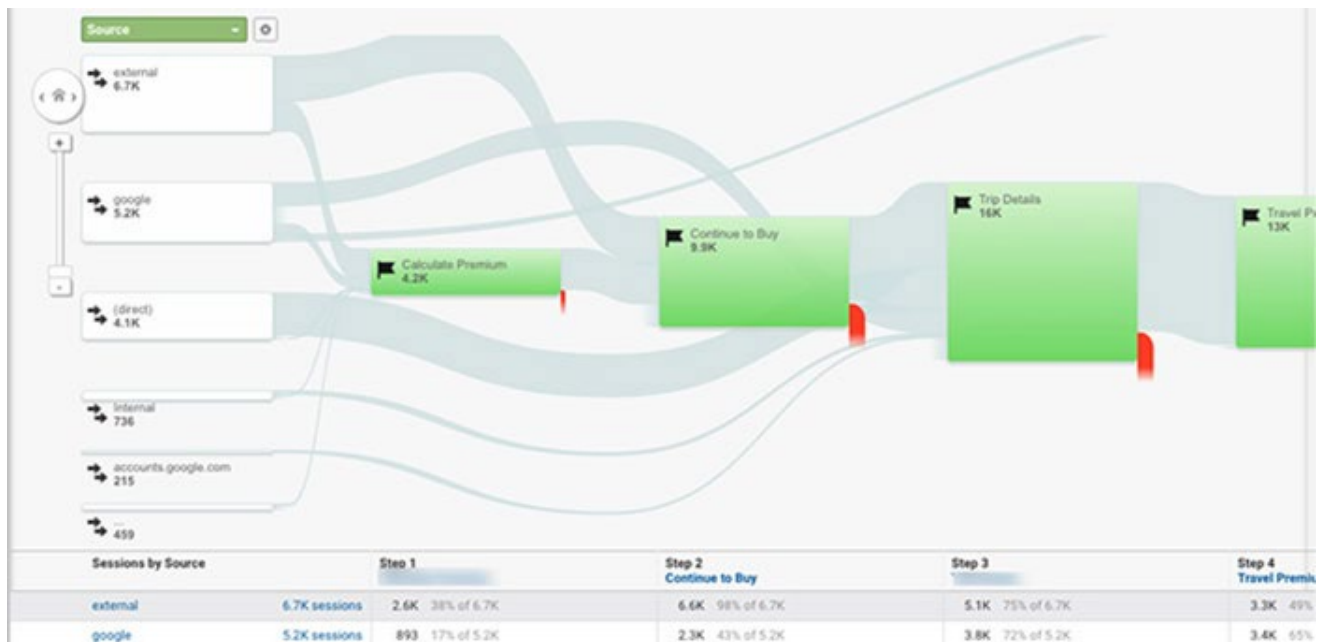 Source
external
6.7K
google
5.2K
(direct)
4.1K
Internal
736
accounts.google.com
215
...
459
Calculate Premium
4.2K
Continue to Buy
9.9K
Trip Details
16K
Travel P
13K
Sessions by Source Step 1 Step 2 Step 3 Step 4
Continue to Buy Travel Premiu
external 6.7K sessions 2.6K 38% of 6.7K 6.6K 98% of 6.7K 5.1K 75% of 6.7K 3.3K 49%
google 5.2K sessions 893 17% of 5.2K 2.3K 43% of 5.2K 3.8K 72% of 5.2K 3.4K 65%